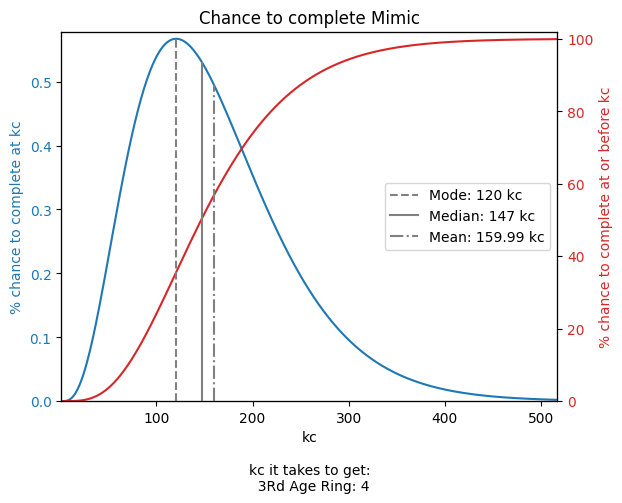 Chance to complete Mimic
% chance to complete at kc
0.5
0.4
0.3
0.2
0.1
0.0
100
80
60
40
20
0
% chance to complete at or before kc
Mode: 120 kc
Median: 147 kc
Mean: 159.99 kc
100
200
300
400
500
kc
kc it takes to get:
3Rd Age Ring: 4